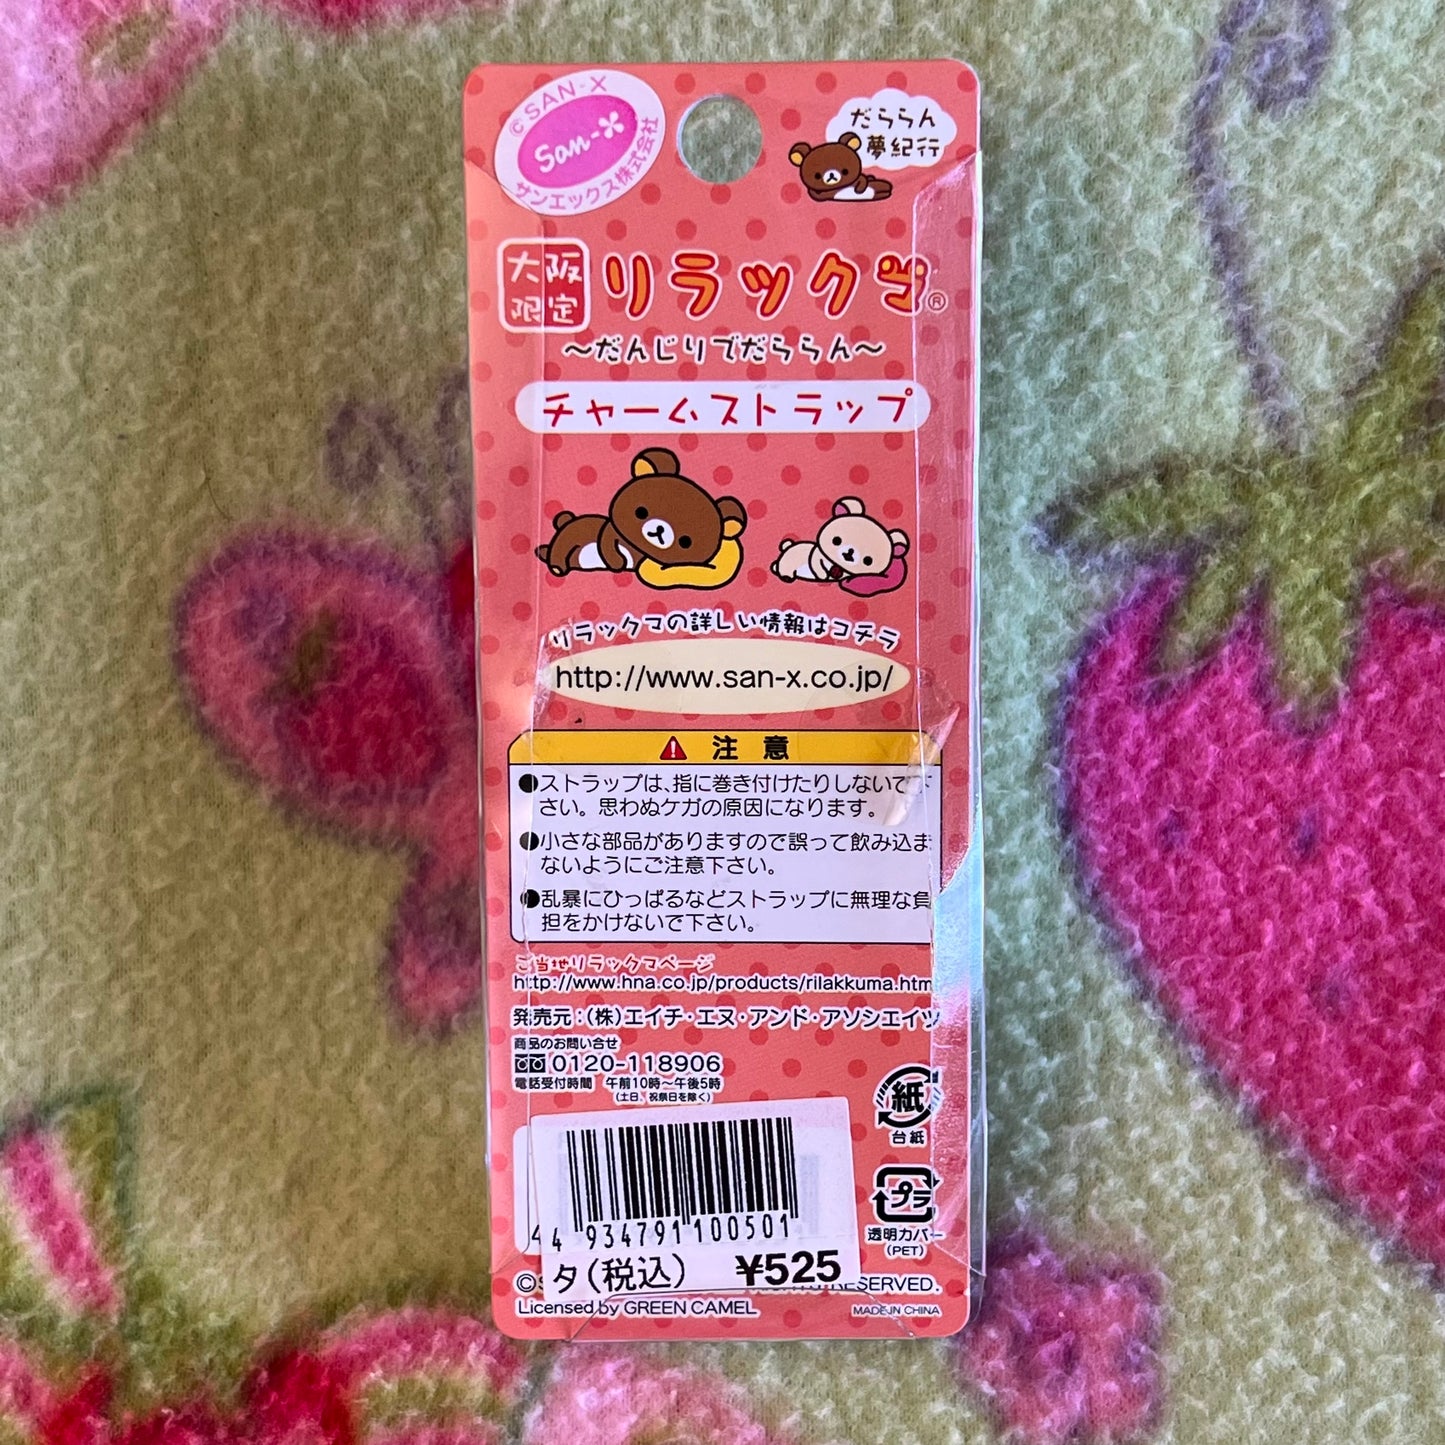 ©SAN-X
San-X
サンエックス株式会社
だららん
夢紀行
大阪
限定
リラックマ®
〜だんじりでだららん〜
チャームストラップ
リラックマの詳しい情報はコチラ
http://www.san-x.co.jp/
注意
●ストラップは、指に巻き付けたりしないで下
さい。思わぬケガの原因になります。
●小さな部品がありますので誤って飲み込ま
ないようにご注意下さい。
●乱暴にひっぱるなどストラップに無理な負
担をかけないで下さい。
ご当地リラックマページ
http://www.hna.co.jp/products/rilakkuma.htm
発売元：(株)エイチ・エヌ・アンド・アソシエイツ
商品のお問い合せ
0120-118906
電話受付時間 午前10時〜午後5時
(土日、祝祭日を除く)
紙
台紙
プラ
透明カバー
(PET)
4 934791 100501
タ(税込) ¥525
RESERVED.
Licensed by GREEN CAMEL
MADE IN CHINA